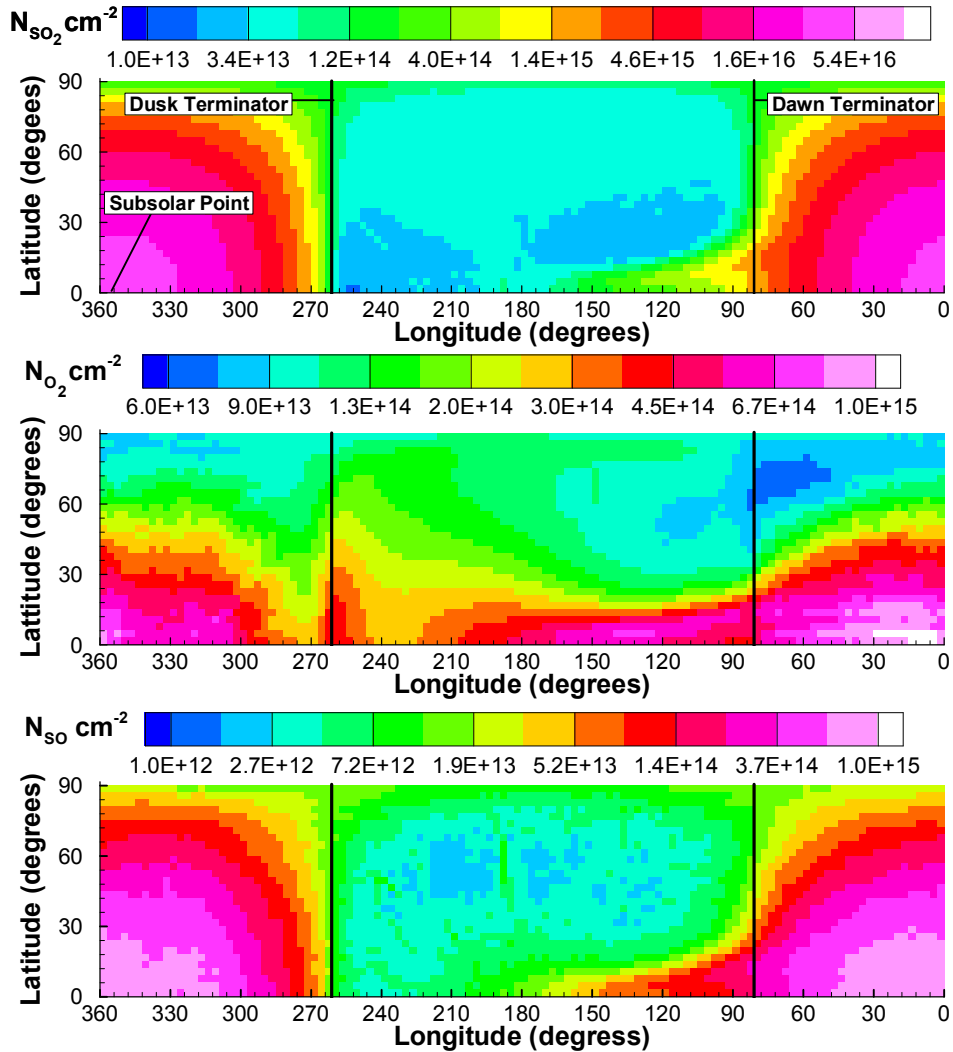 N_SO2 cm-2
1.0E+13 3.4E+13 1.2E+14 4.0E+14 1.4E+15 4.6E+15 1.6E+16 5.4E+16
90
Dusk Terminator Dawn Terminator
60
Latitude (degrees)
30
Subsolar Point
0
360 330 300 270 240 210 180 150 120 90 60 30 0
Longitude (degrees)
N_O2 cm-2
6.0E+13 9.0E+13 1.3E+14 2.0E+14 3.0E+14 4.5E+14 6.7E+14 1.0E+15
90
60
Lattitude (degrees)
30
0
360 330 300 270 240 210 180 150 120 90 60 30 0
Longitude (degrees)
N_SO cm-2
1.0E+12 2.7E+12 7.2E+12 1.9E+13 5.2E+13 1.4E+14 3.7E+14 1.0E+15
90
60
Latitude (degrees)
30
0
360 330 300 270 240 210 180 150 120 90 60 30 0
Longitude (degress)